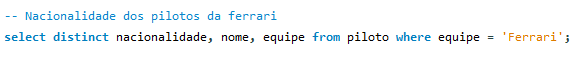 -- Nacionalidade dos pilotos da ferrari
select distinct nacionalidade, nome, equipe from piloto where equipe = 'Ferrari';